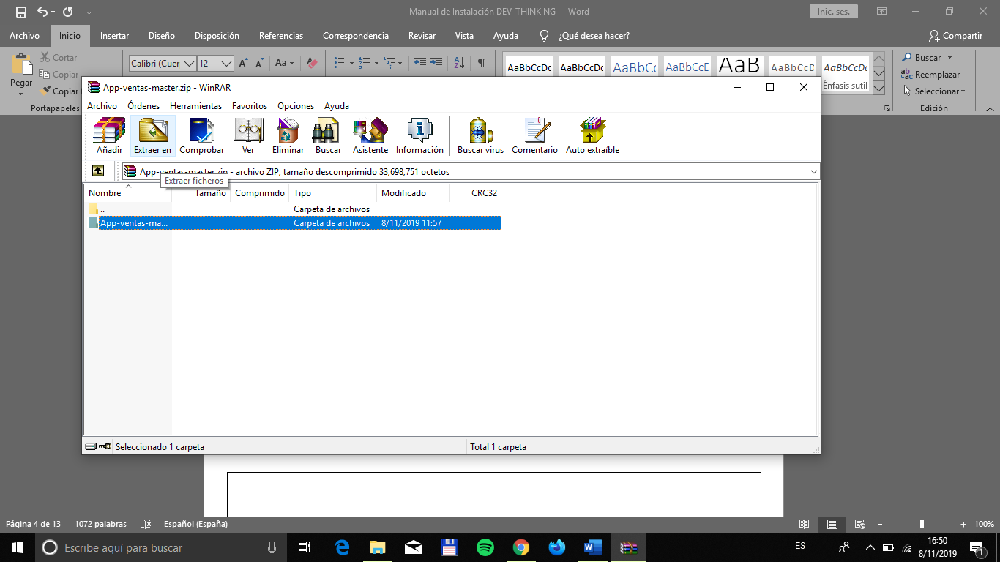 Manual de Instalación DEV-THINKING - Word
Inic. ses.
Archivo Inicio Insertar Diseño Disposición Referencias Correspondencia Revisar Vista Ayuda ¿Qué desea hacer? Compartir
Cortar
Copiar
Copiar f
Pegar
Portapapeles
Calibri (Cuer 12 A A Aa
AaBbCcDc AaBbCcDc AaBbC AaBbCcD AaB AaBbCcD AaBbCcDc
Énfasis sutil
Buscar
Reemplazar
Seleccionar
Edición
App-ventas-master.zip - WinRAR
Archivo Órdenes Herramientas Favoritos Opciones Ayuda
Añadir Extraer en Comprobar Ver Eliminar Buscar Asistente Información Buscar virus Comentario Auto extraíble
App-ventas-master.zip - archivo ZIP, tamaño descomprimido 33,698,751 octetos
Extraer ficheros
Nombre Tamaño Comprimido Tipo Modificado CRC32
.. Carpeta de archivos
App-ventas-ma... Carpeta de archivos 8/11/2019 11:57
Seleccionado 1 carpeta Total 1 carpeta
Página 4 de 13 1072 palabras Español (España) 100%
Escribe aquí para buscar
ES
16:50
8/11/2019
1